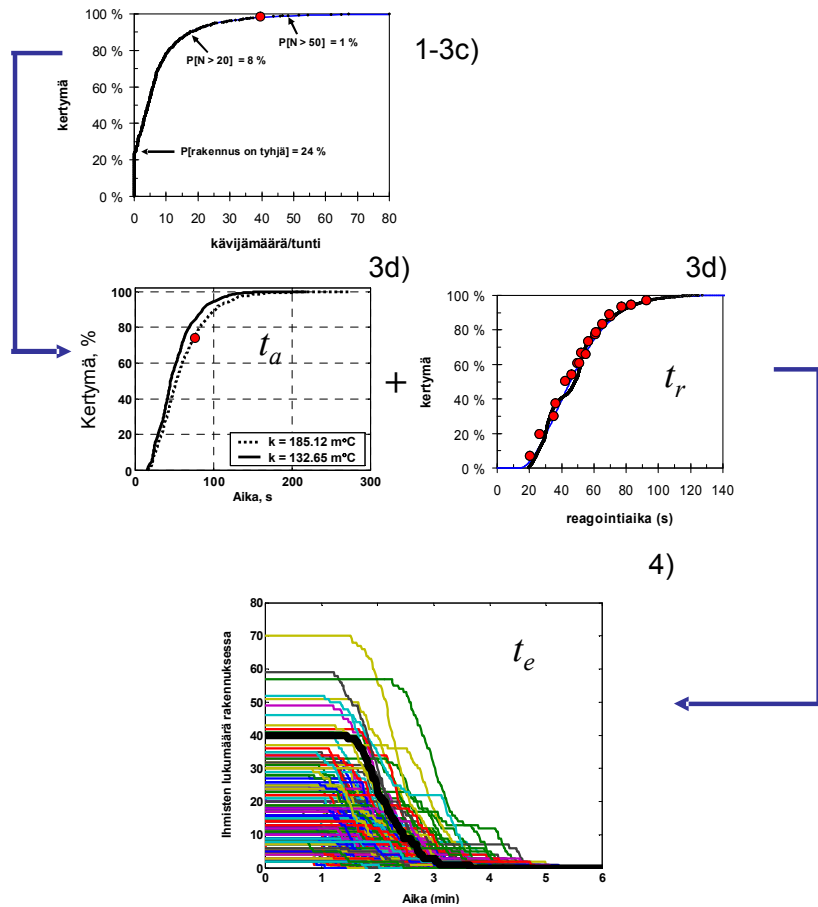 100 %
80 %
60 %
40 %
20 %
0 %
kertymä
P[N > 20] = 8 %
P[N > 50] = 1 %
P[rakennus on tyhjä] = 24 %
0 10 20 30 40 50 60 70 80
kävijämäärä/tunti
1-3c)
3d)
100
80
60
40
20
0
Kertymä, %
t_a
k = 185.12 m°C
k = 132.65 m°C
0 100 200 300
Aika, s
+
3d)
100 %
80 %
60 %
40 %
20 %
0 %
kertymä
t_r
0 20 40 60 80 100 120 140
reagointiaika (s)
4)
80
70
60
50
40
30
20
10
0
Ihmisten lukumäärä rakennuksessa
t_e
0 1 2 3 4 5 6
Aika (min)